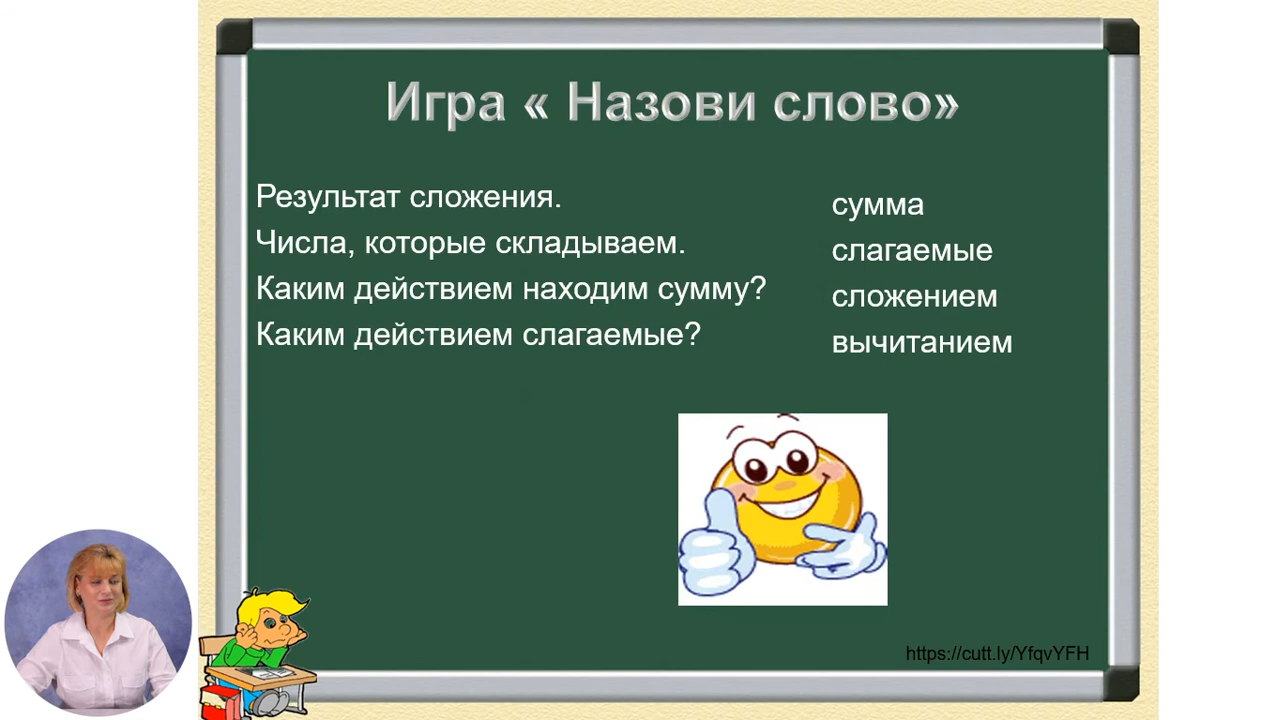 Игра « Назови слово»
Результат сложения.
Числа, которые складываем.
Каким действием находим сумму?
Каким действием слагаемые?
сумма
слагаемые
сложением
вычитанием
https://cutt.ly/YfqvYFH